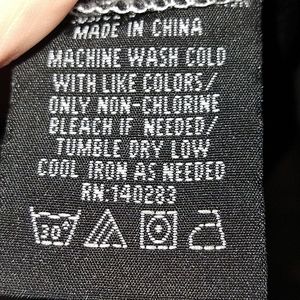 MADE IN CHINA
MACHINE WASH COLD
WITH LIKE COLORS/
ONLY NON-CHLORINE
BLEACH IF NEEDED/
TUMBLE DRY LOW
COOL IRON AS NEEDED
RN:140283
30°